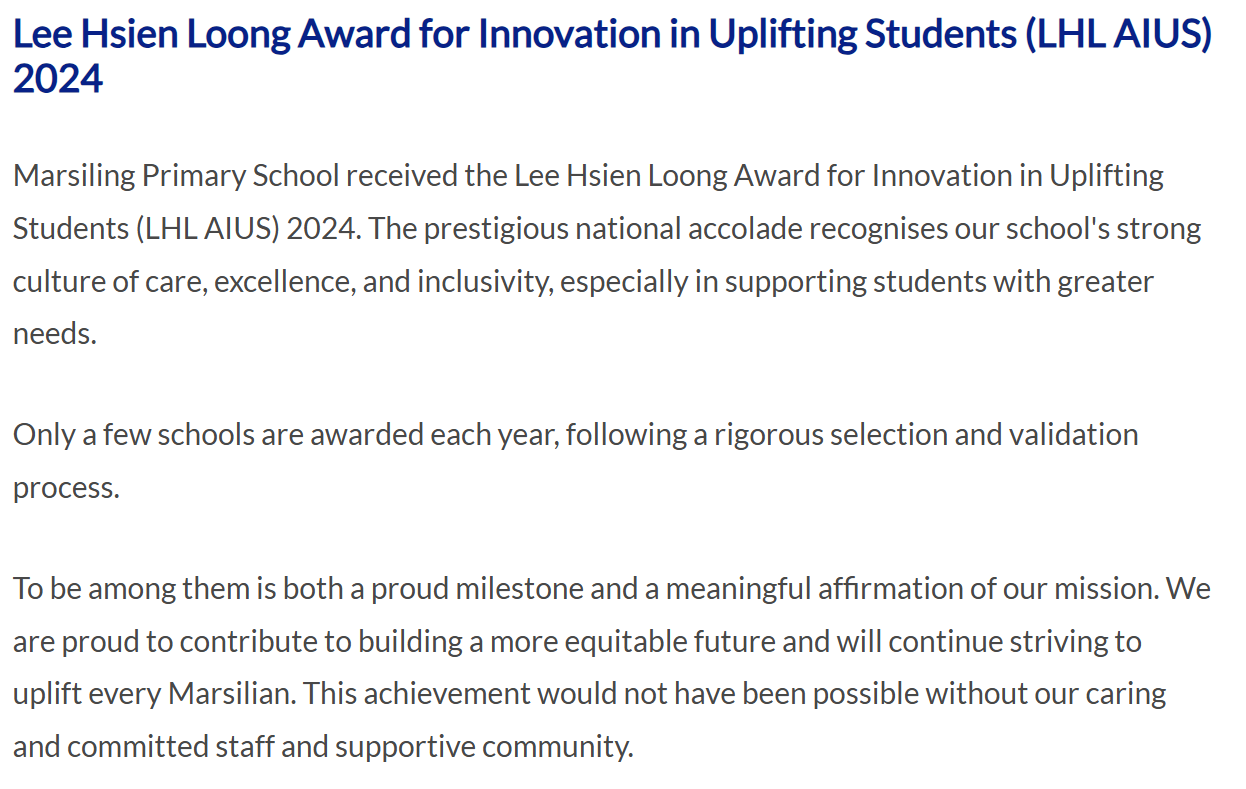 Lee Hsien Loong Award for Innovation in Uplifting Students (LHL AIUS)
2024
Marsiling Primary School received the Lee Hsien Loong Award for Innovation in Uplifting
Students (LHL AIUS) 2024. The prestigious national accolade recognises our school's strong
culture of care, excellence, and inclusivity, especially in supporting students with greater
needs.
Only a few schools are awarded each year, following a rigorous selection and validation
process.
To be among them is both a proud milestone and a meaningful affirmation of our mission. We
are proud to contribute to building a more equitable future and will continue striving to
uplift every Marsilian. This achievement would not have been possible without our caring
and committed staff and supportive community.